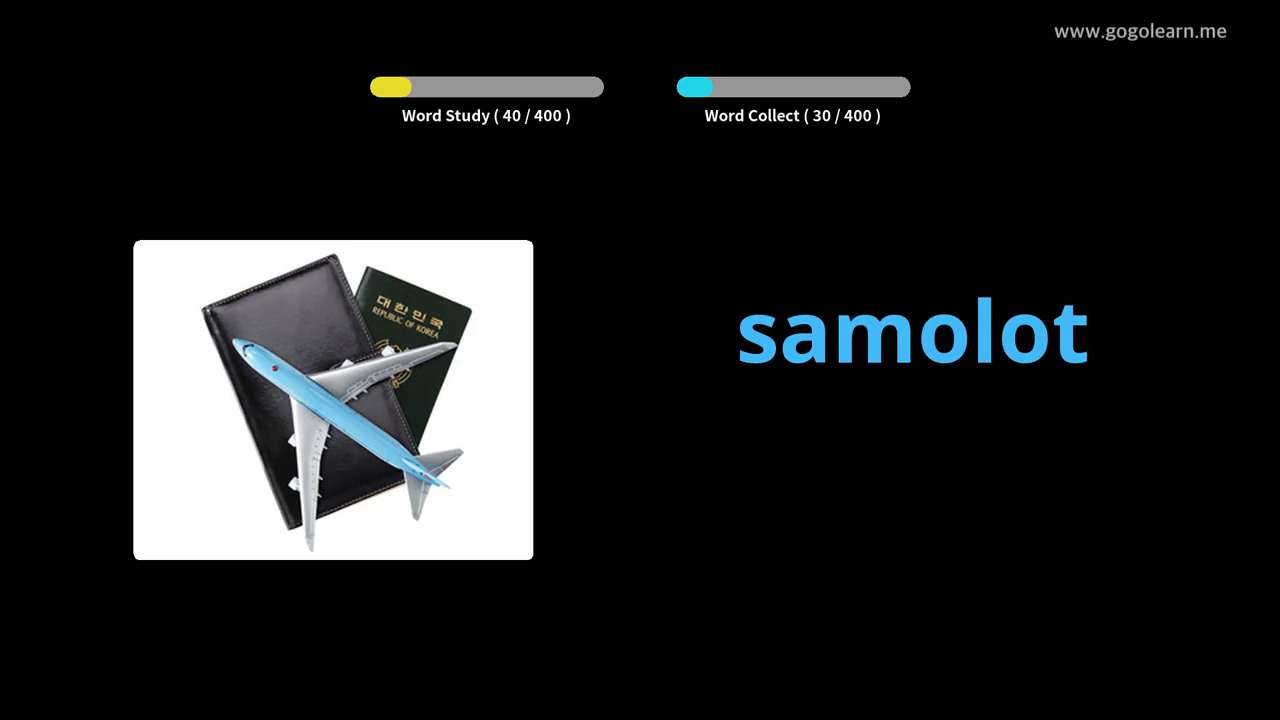 www.gogolearn.me
Word Study ( 40 / 400 )
Word Collect ( 30 / 400 )
대한민국
REPUBLIC OF KOREA
samolot